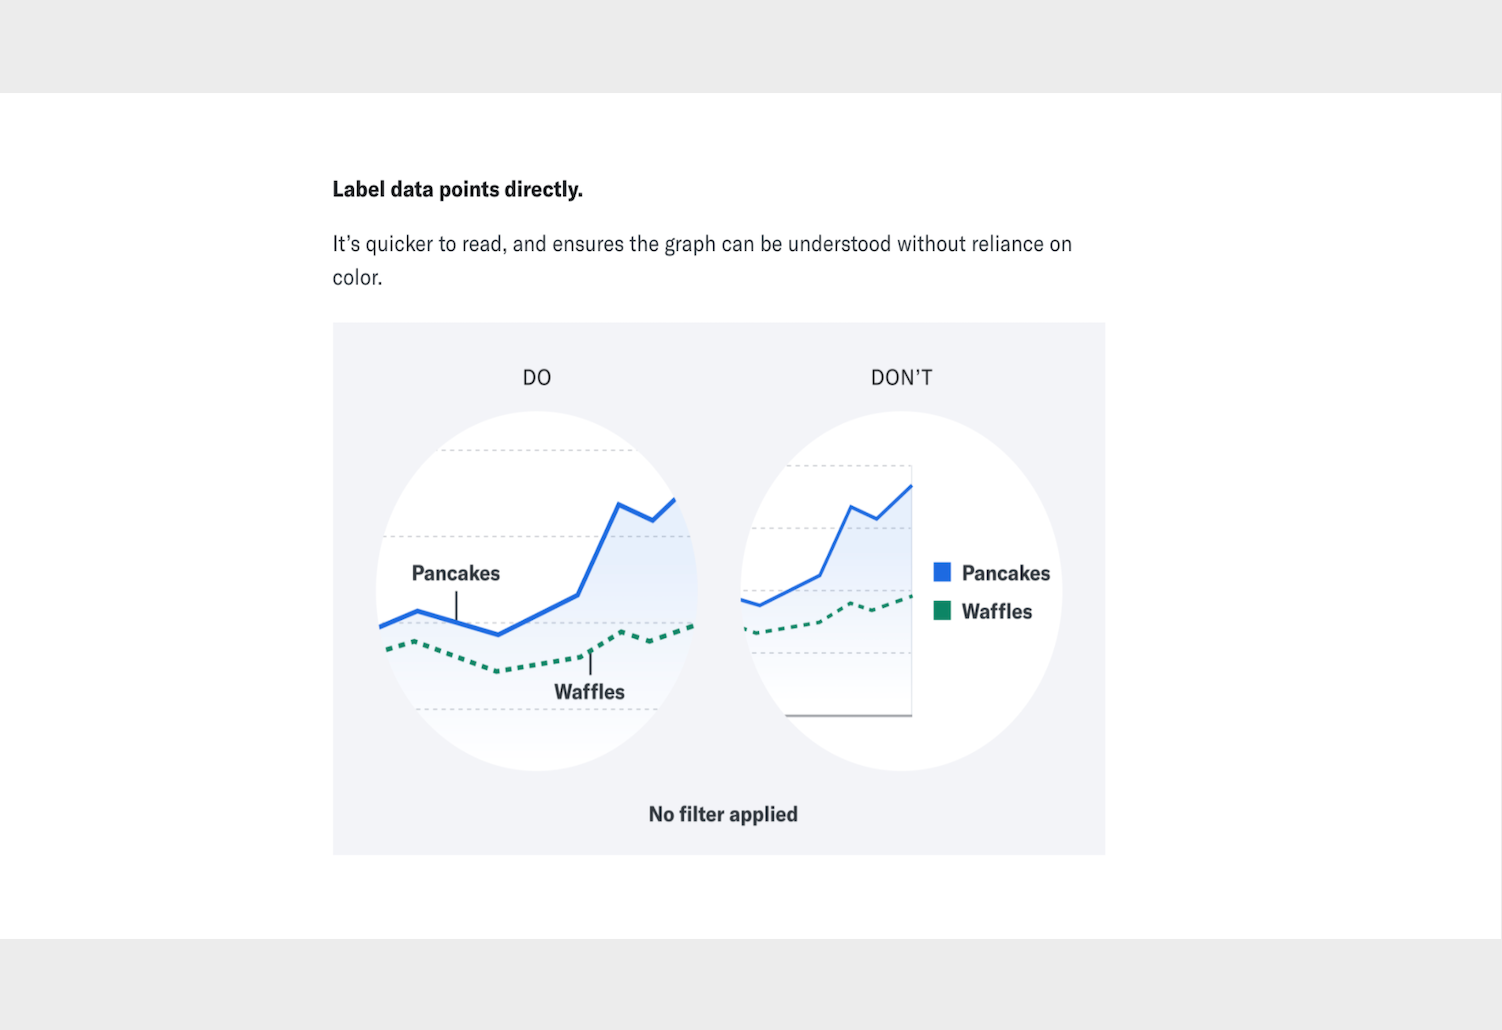 Label data points directly.
It’s quicker to read, and ensures the graph can be understood without reliance on
color.
DO
DON’T
Pancakes
Waffles
Pancakes
Waffles
No filter applied